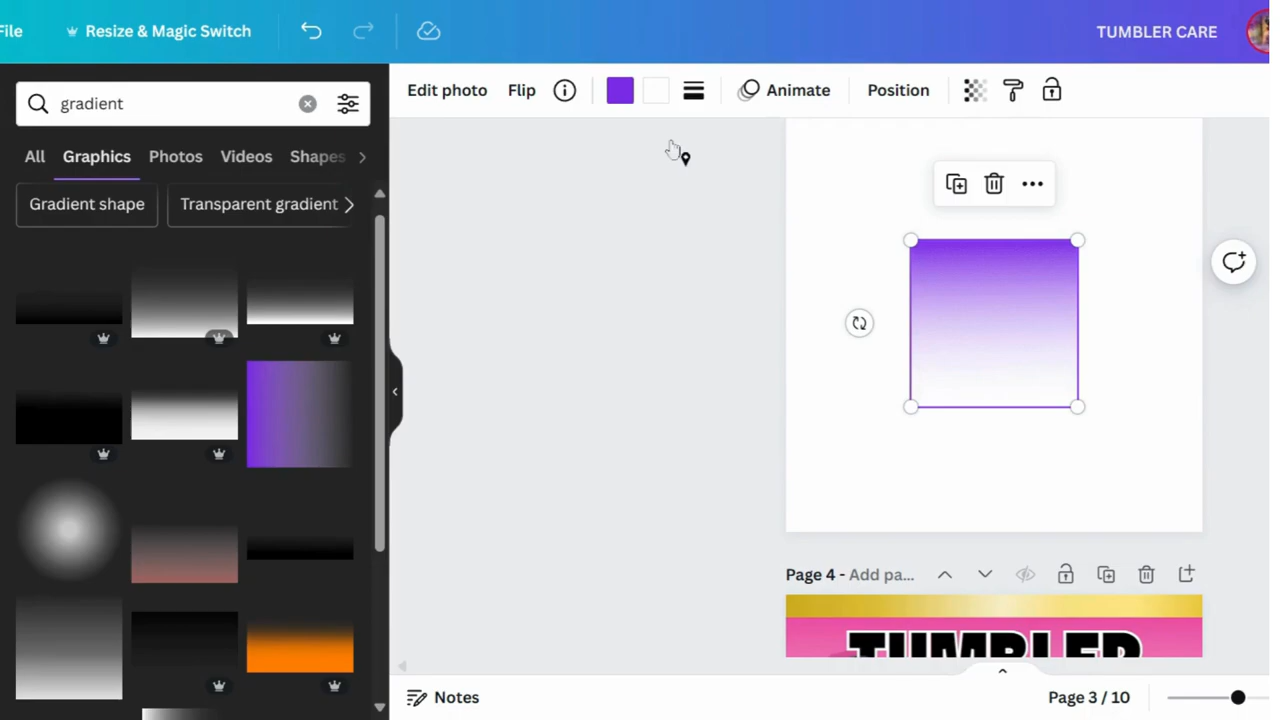 File
Resize & Magic Switch
TUMBLER CARE
gradient
Edit photo
Flip
Animate
Position
All
Graphics
Photos
Videos
Shapes
Gradient shape
Transparent gradient
Page 4 - Add pa...
TUMBLER
Notes
Page 3 / 10